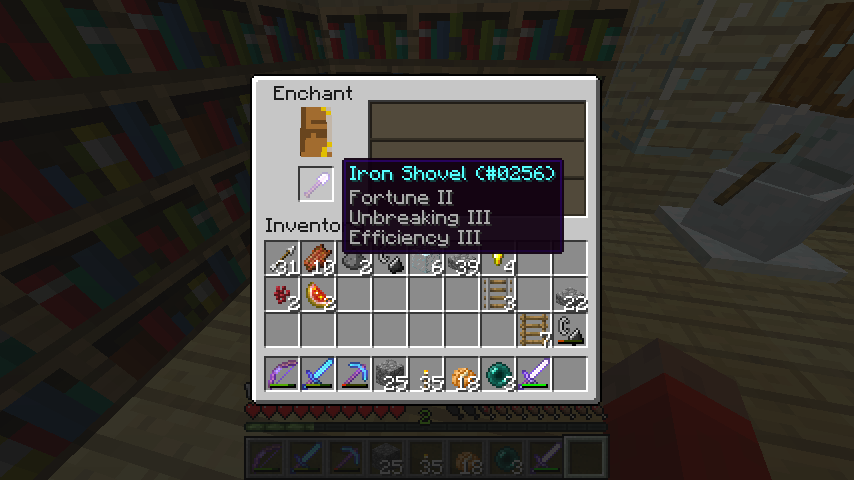 Enchant
Iron Shovel (#0256)
Fortune II
Unbreaking III
Efficiency III
Invento
31 10 2 6 39 4
2 2 3 22
7
25 35 18 3
8
25 35 18 3